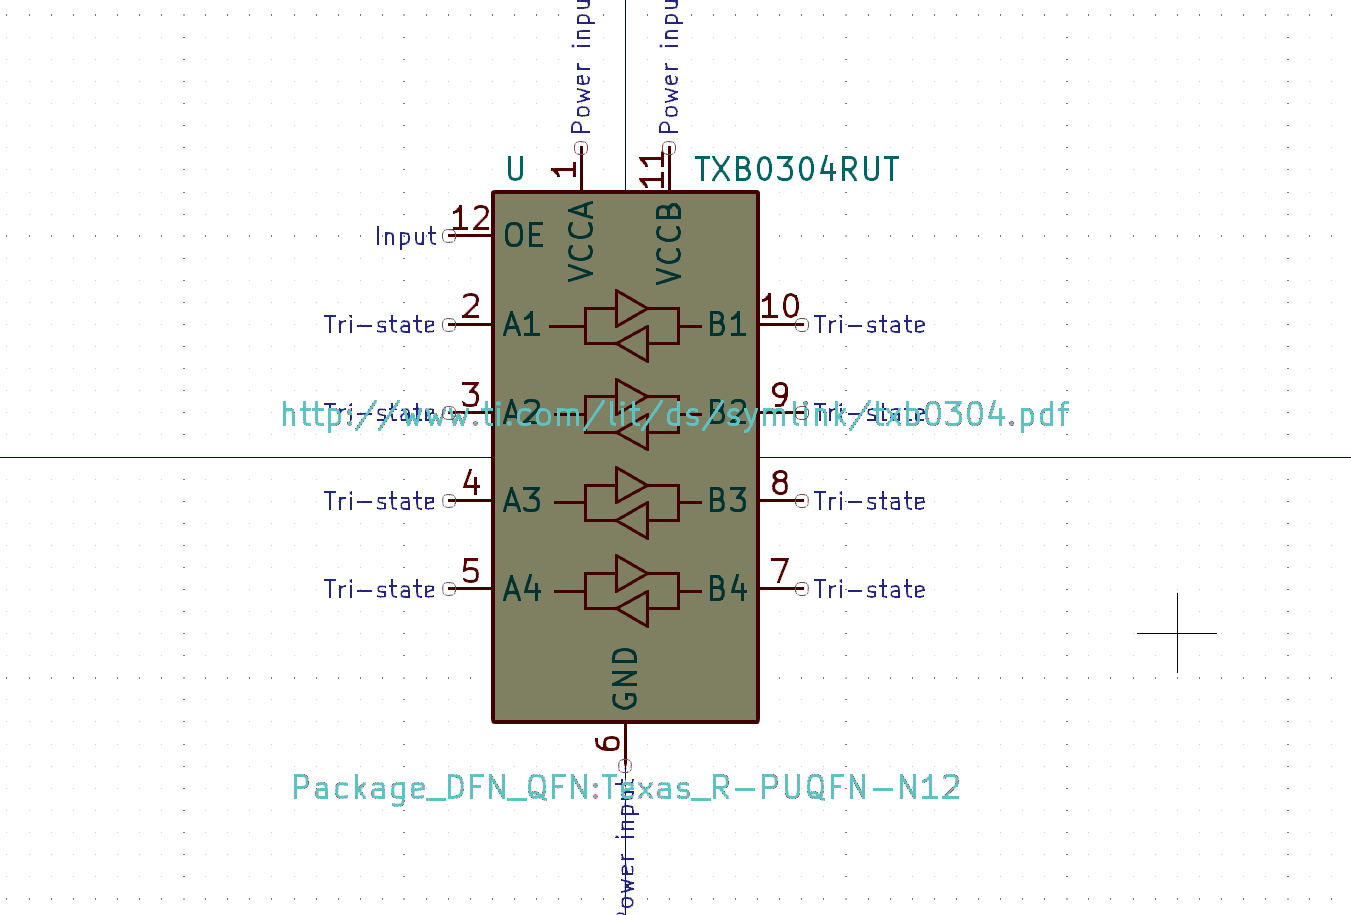 Power inpu
Power inpu
U
1
11
TXB0304RUT
Input
12
OE
VCCA
VCCB
Tri-state
2
A1
B1
10
Tri-state
Tri-state
3
A2
B2
9
Tri-state
http://www.ti.com/lit/ds/symlink/txb0304.pdf
Tri-state
4
A3
B3
8
Tri-state
Tri-state
5
A4
B4
7
Tri-state
GND
6
Package_DFN_QFN:Texas_R-PUQFN-N12
Power input